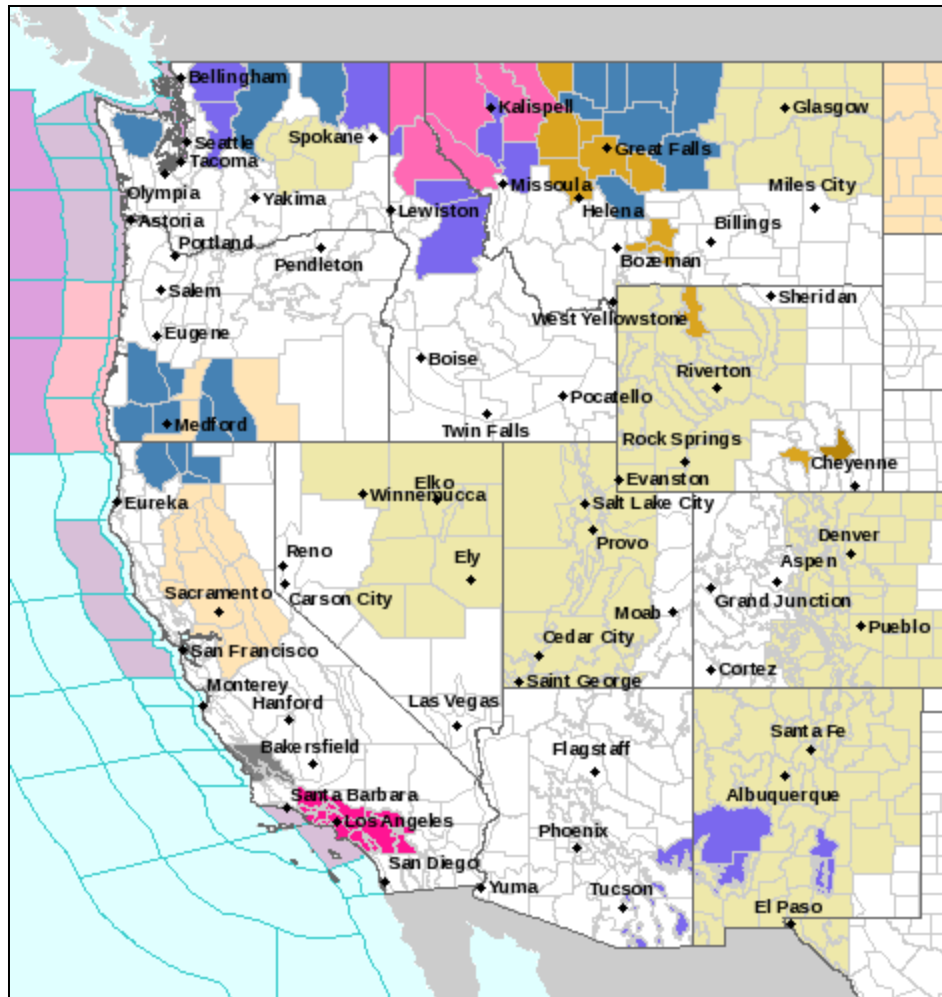 Bellingham
Kalispell
Glasgow
Spokane
Seattle
Great Falls
Tacoma
Missoula
Miles City
Olympia
Yakima
Lewiston
Helena
Astoria
Billings
Portland
Pendleton
Bozeman
Salem
Sheridan
West Yellowstone
Eugene
Boise
Riverton
Pocatello
Medford
Twin Falls
Rock Springs
Cheyenne
Elko
Evanston
Winnemucca
Eureka
Salt Lake City
Denver
Provo
Reno
Ely
Aspen
Sacramento
Carson City
Grand Junction
Moab
Pueblo
Cedar City
San Francisco
Cortez
Saint George
Monterey
Hanford
Las Vegas
Santa Fe
Bakersfield
Flagstaff
Albuquerque
Santa Barbara
Los Angeles
Phoenix
San Diego
Yuma
Tucson
El Paso